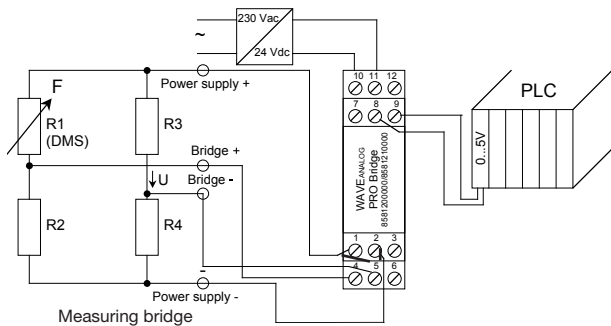 230 Vac
~
24 Vdc
Power supply +
F
R1
(DMS)
R3
Bridge +
Bridge -
U
R2
R4
-
Power supply -
Measuring bridge
10 11 12
7 8 9
WAVEANALOG
PRO Bridge
8581200000/8581210000
1 2 3
4 5 6
PLC
0...5V